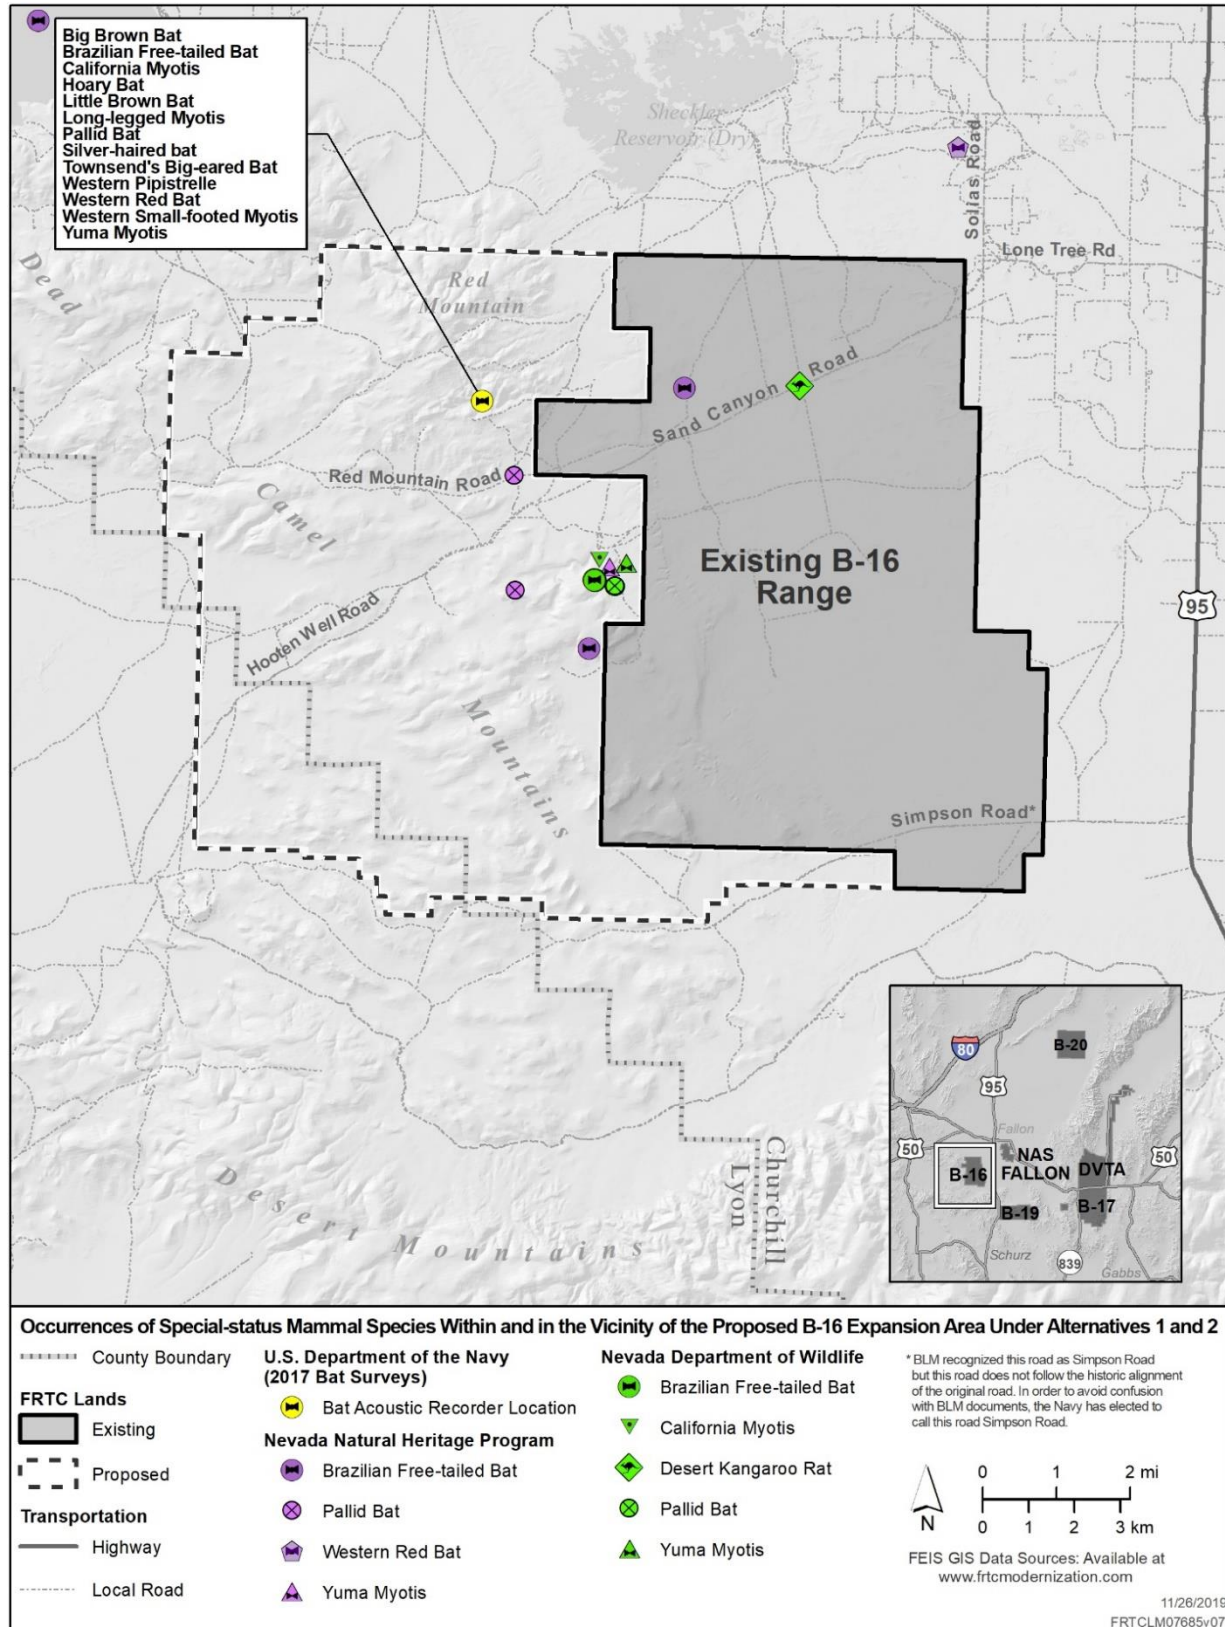 Big Brown Bat
Brazilian Free-tailed Bat
California Myotis
Hoary Bat
Little Brown Bat
Long-legged Myotis
Pallid Bat
Silver-haired bat
Townsend's Big-eared Bat
Western Pipistrelle
Western Red Bat
Western Small-footed Myotis
Yuma Myotis
Sheckler
Reservoir (Dry)
Solias Road
Lone Tree Rd
Dead
Red
Mountain
Sand Canyon Road
Red Mountain Road
Camel
Mountains
Existing B-16
Range
95
Hooten Well Road
Simpson Road*
Churchill
Lyon
Desert Mountains
80
B-20
95
Fallon
50
NAS
FALLON
DVTA
50
B-16
B-19
B-17
Schurz
839
Gabbs
Occurrences of Special-status Mammal Species Within and in the Vicinity of the Proposed B-16 Expansion Area Under Alternatives 1 and 2
County Boundary
FRTC Lands
Existing
Proposed
Transportation
Highway
Local Road
U.S. Department of the Navy
(2017 Bat Surveys)
Bat Acoustic Recorder Location
Nevada Natural Heritage Program
Brazilian Free-tailed Bat
Pallid Bat
Western Red Bat
Yuma Myotis
Nevada Department of Wildlife
Brazilian Free-tailed Bat
California Myotis
Desert Kangaroo Rat
Pallid Bat
Yuma Myotis
* BLM recognized this road as Simpson Road
but this road does not follow the historic alignment
of the original road. In order to avoid confusion
with BLM documents, the Navy has elected to
call this road Simpson Road.
N
0 1 2 mi
0 1 2 3 km
FEIS GIS Data Sources: Available at
www.frtcmodernization.com
11/26/2019
FRTCLM07685v07